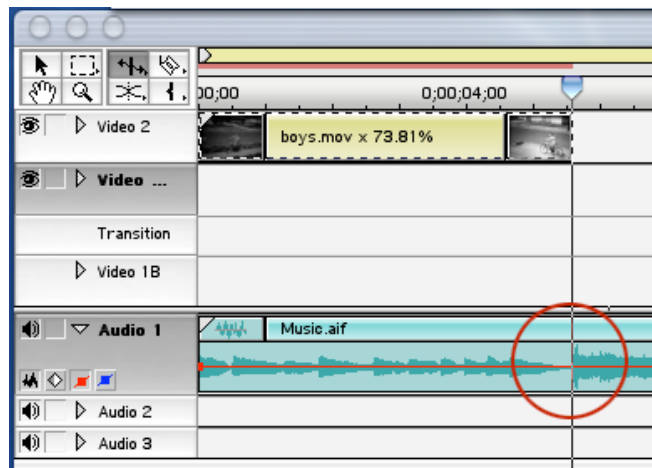 00;00 0;00;04;00
Video 2
boys.mov x 73.81%
Video ...
Transition
Video 1B
Audio 1
Music.aif
Audio 2
Audio 3